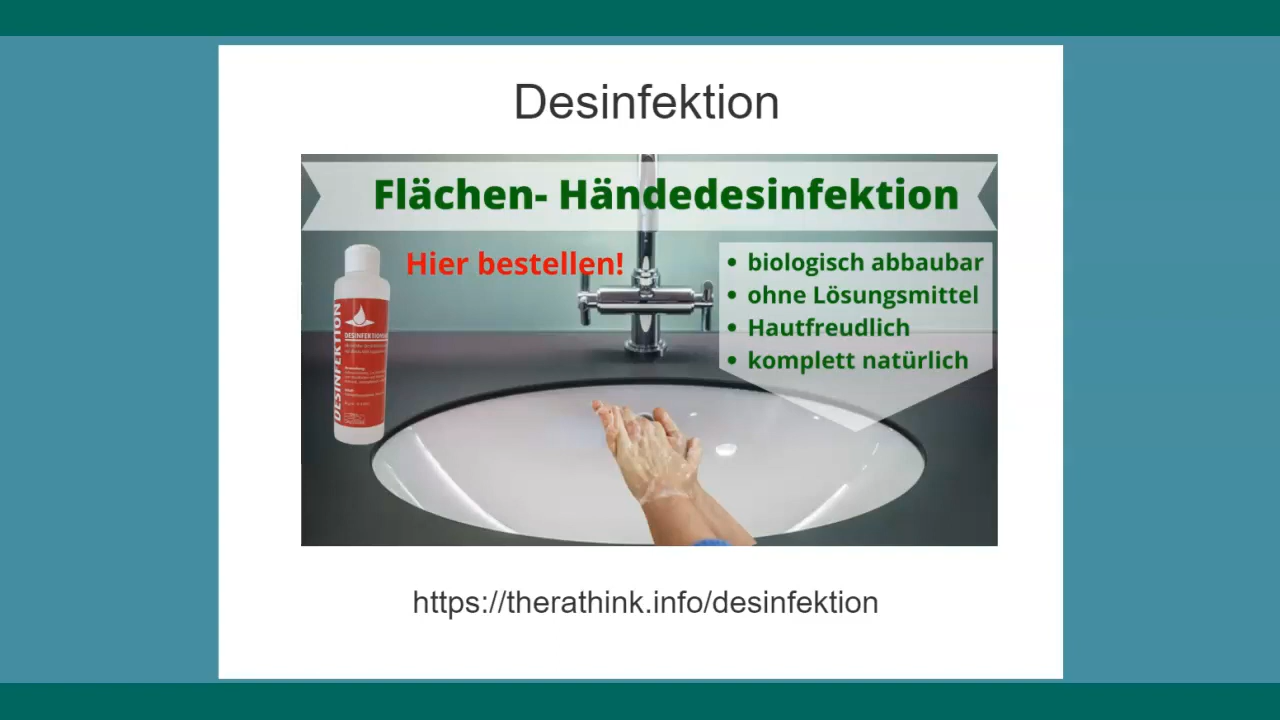 Desinfektion
Flächen- Händedesinfektion
Hier bestellen!
• biologisch abbaubar
• ohne Lösungsmittel
• Hautfreudlich
• komplett natürlich
DESINFEKTION
https://therathink.info/desinfektion